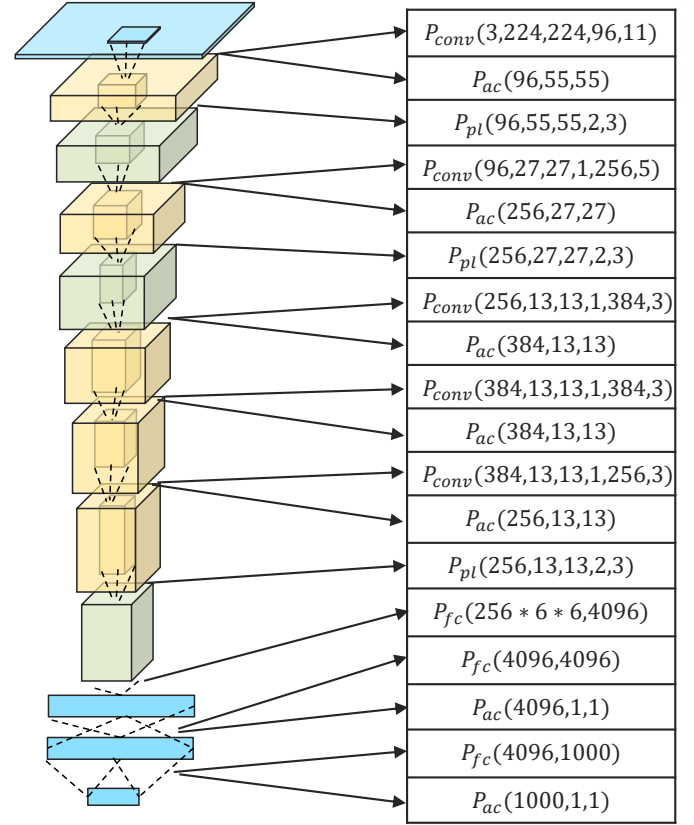 P_conv(3,224,224,96,11)
P_ac(96,55,55)
P_pl(96,55,55,2,3)
P_conv(96,27,27,1,256,5)
P_ac(256,27,27)
P_pl(256,27,27,2,3)
P_conv(256,13,13,1,384,3)
P_ac(384,13,13)
P_conv(384,13,13,1,384,3)
P_ac(384,13,13)
P_conv(384,13,13,1,256,3)
P_ac(256,13,13)
P_pl(256,13,13,2,3)
P_fc(256 * 6 * 6,4096)
P_fc(4096,4096)
P_ac(4096,1,1)
P_fc(4096,1000)
P_ac(1000,1,1)